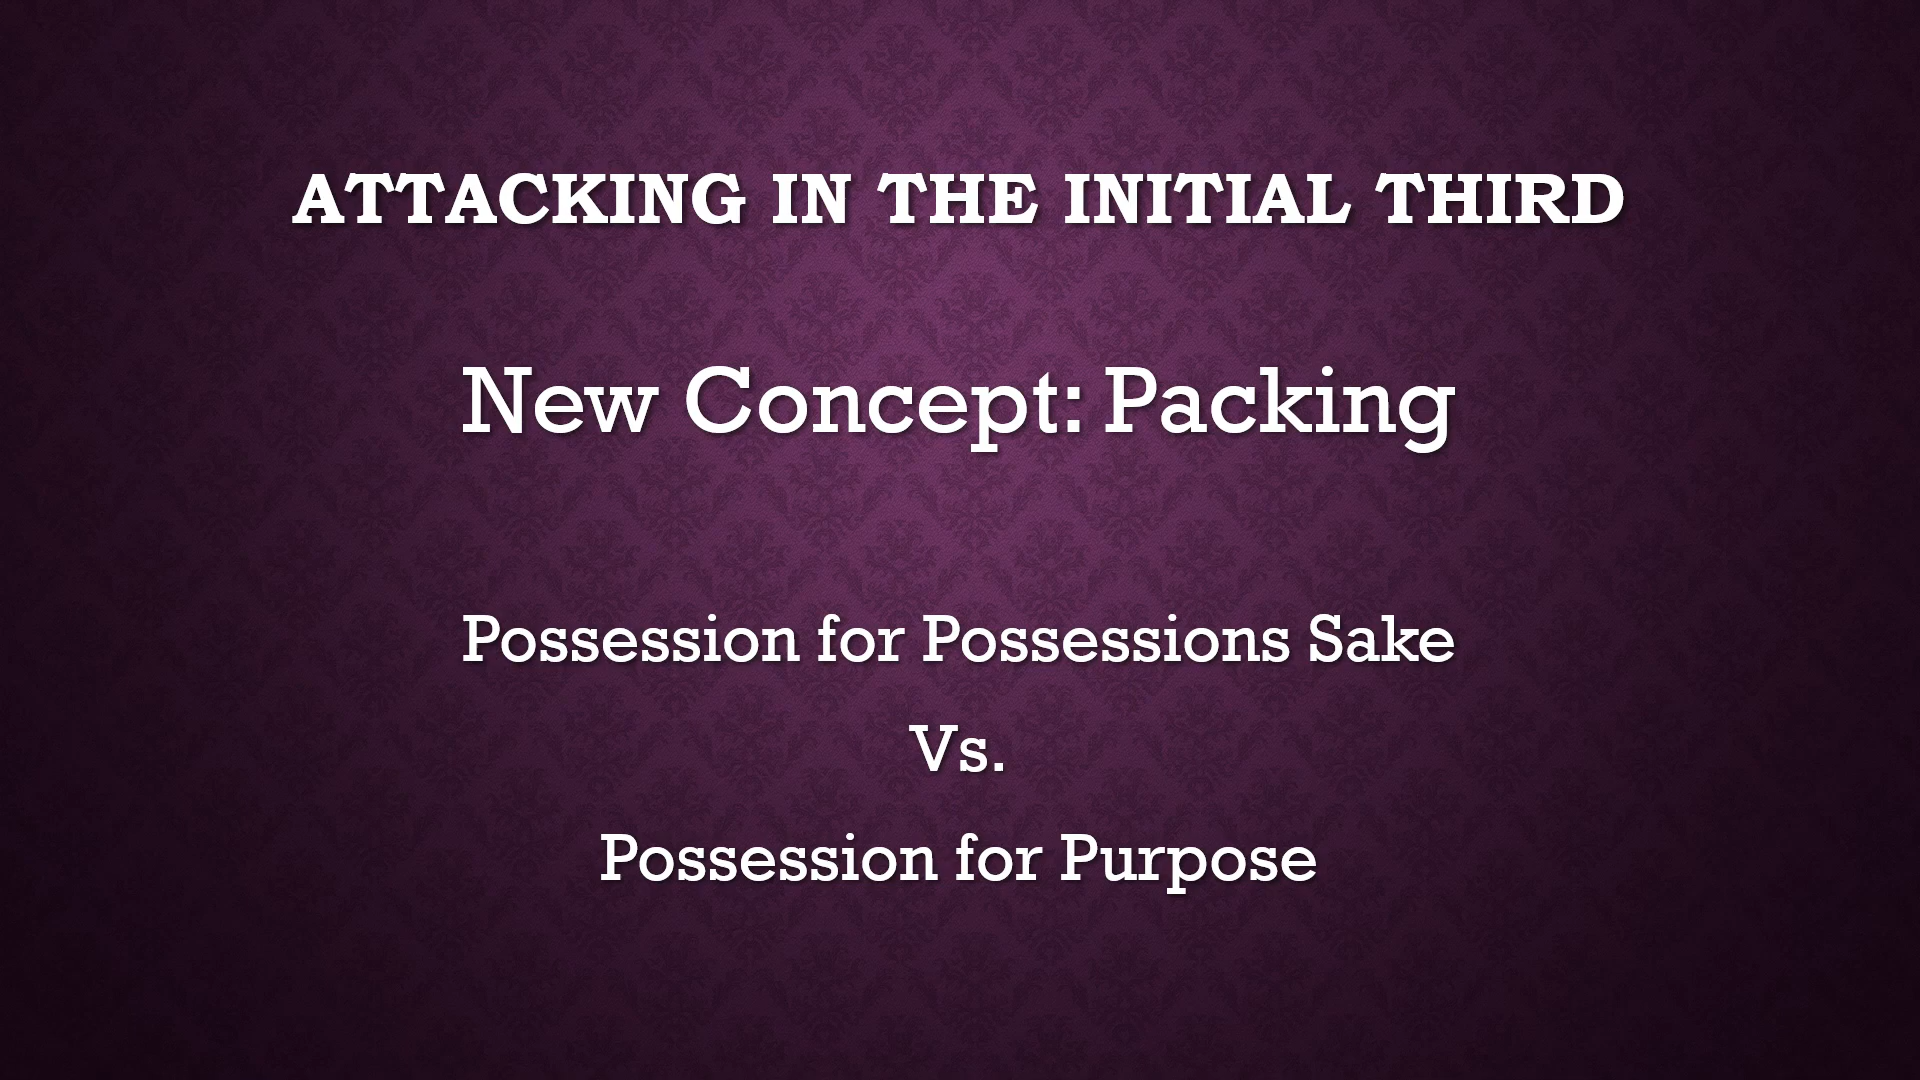 ATTACKING IN THE INITIAL THIRD
New Concept: Packing
Possession for Possessions Sake
Vs.
Possession for Purpose